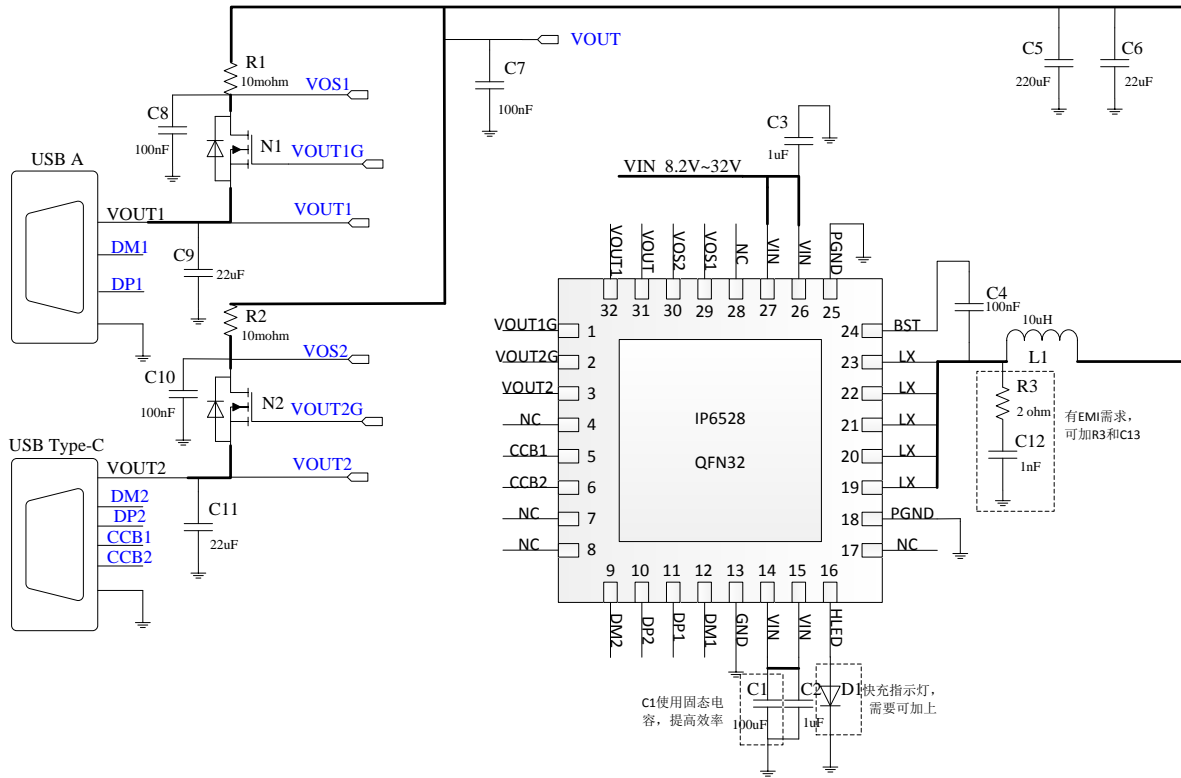 R1
10mohm
VOS1
C8
100nF
N1
VOUT1G
USB A
VOUT1
VOUT1
DM1
DP1
C9
22uF
R2
10mohm
VOS2
C10
100nF
N2
VOUT2G
USB Type-C
VOUT2
VOUT2
DM2
DP2
CCB1
CCB2
C11
22uF
VOUT
C7
100nF
C5
220uF
C6
22uF
C3
1uF
VIN 8.2V~32V
VOUT1
VOUT
VOS2
VOS1
NC
VIN
VIN
PGND
32
31
30
29
28
27
26
25
VOUT1G
1
VOUT2G
2
VOUT2
3
NC
4
CCB1
5
CCB2
6
NC
7
NC
8
IP6528
QFN32
24
BST
23
LX
22
LX
21
LX
20
LX
19
LX
18
PGND
17
NC
9
10
11
12
13
14
15
16
DM2
DP2
DP1
DM1
GND
VIN
VIN
HLED
C4
100nF
10uH
L1
R3
2 ohm
C12
1nF
有EMI需求，
可加R3和C13
C1使用固态电
容，提高效率
C1
100uF
C2
1uF
D1
快充指示灯，
需要可加上